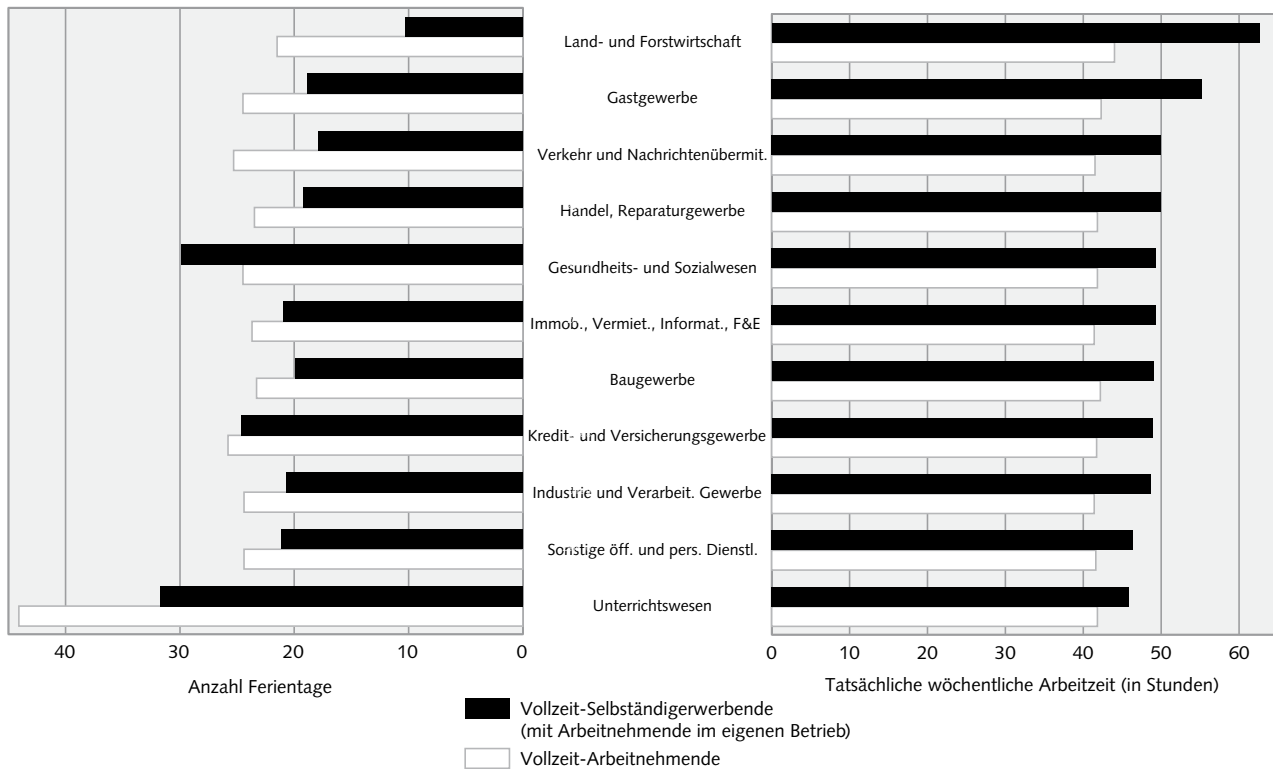 Land- und Forstwirtschaft
Gastgewerbe
Verkehr und Nachrichtenübermit.
Handel, Reparaturgewerbe
Gesundheits- und Sozialwesen
Immob., Vermiet., Informat., F&E
Baugewerbe
Kredit- und Versicherungsgewerbe
Industrie und Verarbeit. Gewerbe
Sonstige öff. und pers. Dienstl.
Unterrichtswesen
40 30 20 10 0
0 10 20 30 40 50 60
Anzahl Ferientage
Tatsächliche wöchentliche Arbeitzeit (in Stunden)
Vollzeit-Selbständigerwerbende
(mit Arbeitnehmende im eigenen Betrieb)
Vollzeit-Arbeitnehmende